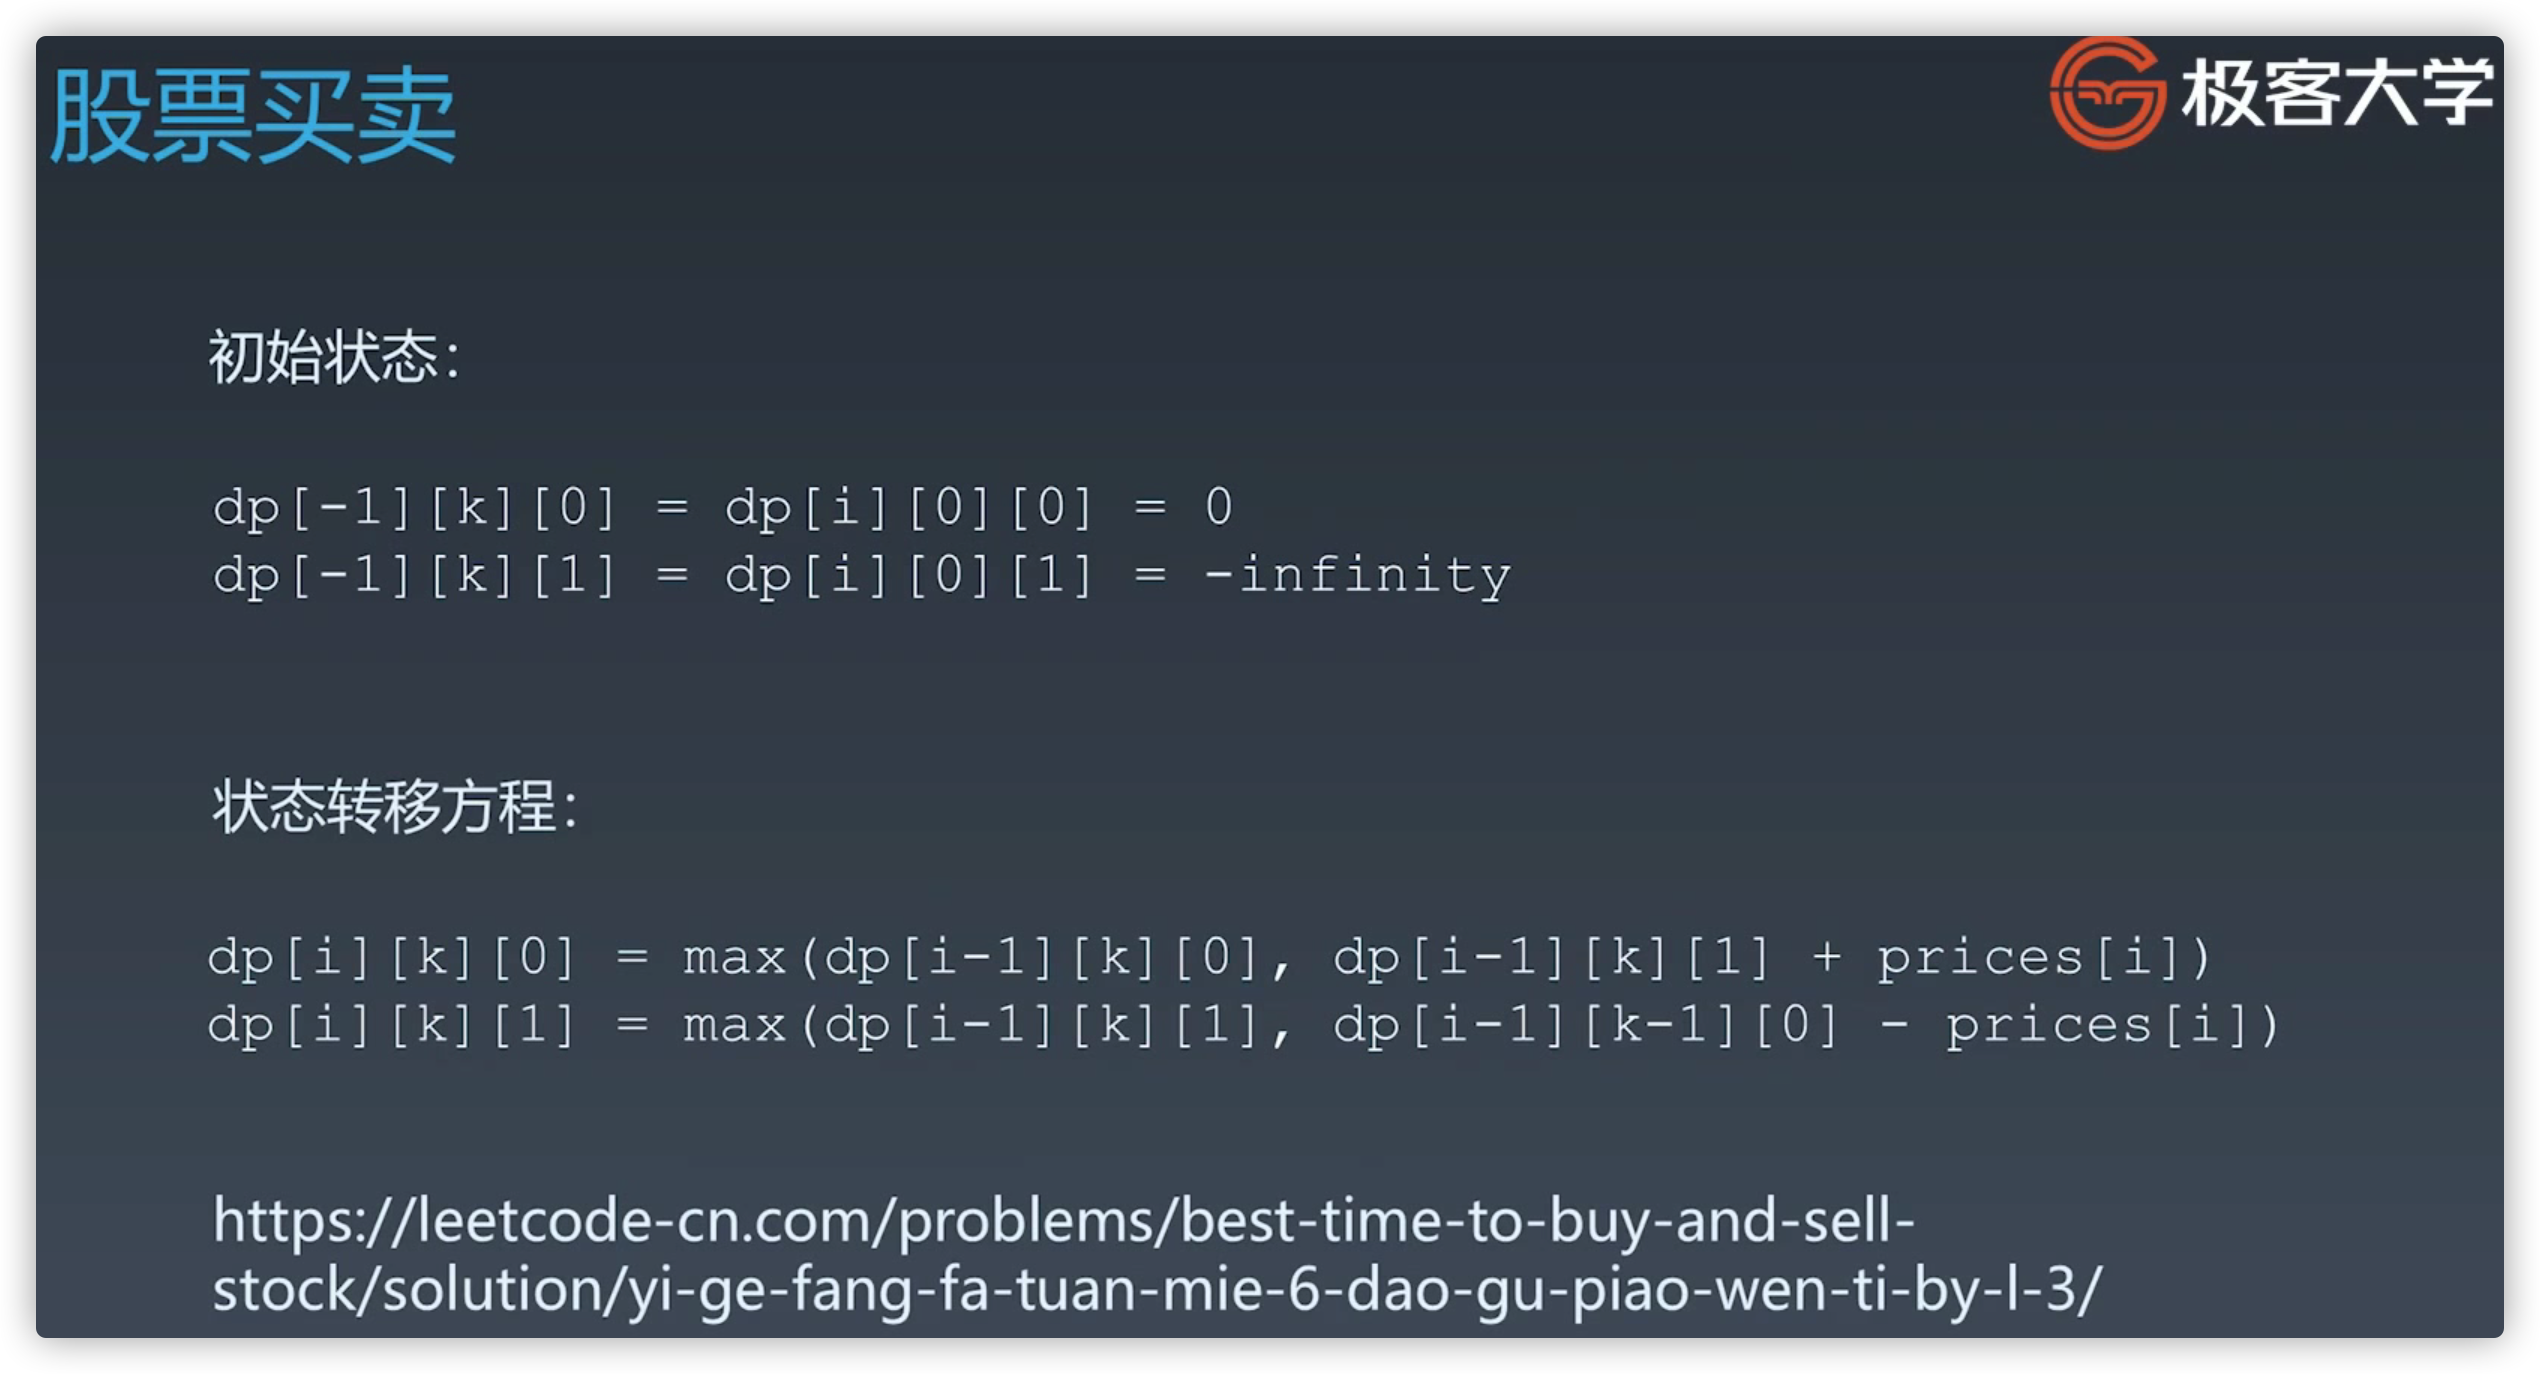 股票买卖
极客大学
初始状态:
dp[-1][k][0] = dp[i][0][0] = 0
dp[-1][k][1] = dp[i][0][1] = -infinity
状态转移方程:
dp[i][k][0] = max(dp[i-1][k][0], dp[i-1][k][1] + prices[i])
dp[i][k][1] = max(dp[i-1][k][1], dp[i-1][k-1][0] - prices[i])
https://leetcode-cn.com/problems/best-time-to-buy-and-sell-
stock/solution/yi-ge-fang-fa-tuan-mie-6-dao-gu-piao-wen-ti-by-l-3/